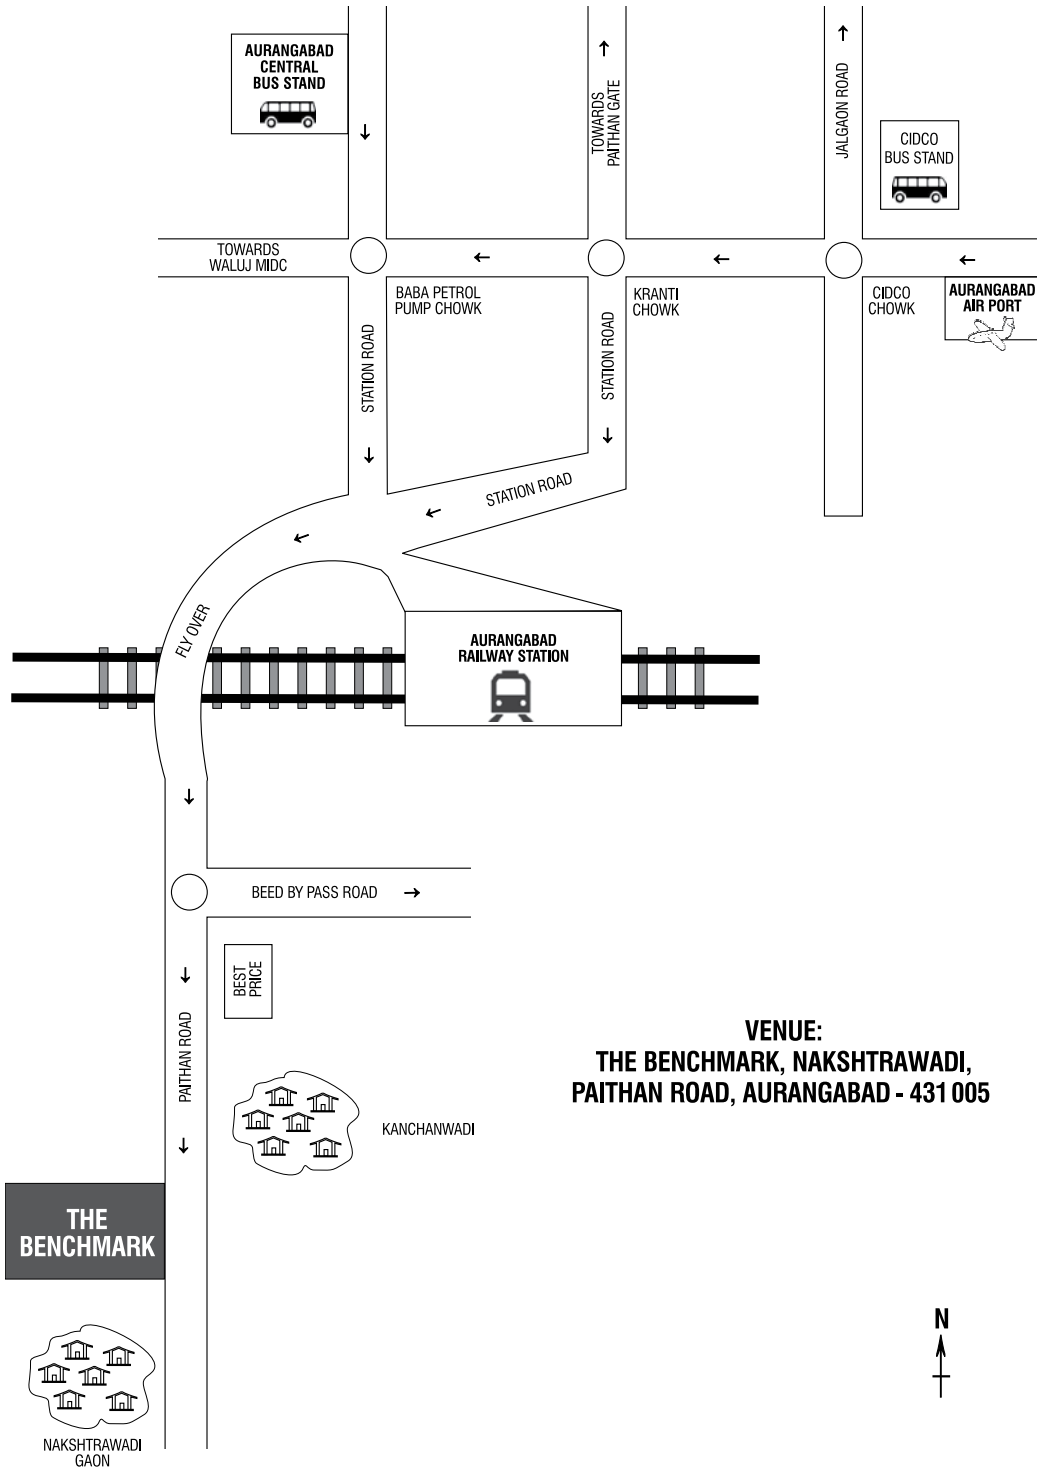 AURANGABAD
CENTRAL
BUS STAND
TOWARDS
PAITHAN GATE
JALGAON ROAD
CIDCO
BUS STAND
TOWARDS
WALUJ MIDC
BABA PETROL
PUMP CHOWK
KRANTI
CHOWK
CIDCO
CHOWK
AURANGABAD
AIR PORT
STATION ROAD
STATION ROAD
STATION ROAD
FLY OVER
AURANGABAD
RAILWAY STATION
BEED BY PASS ROAD
BEST
PRICE
PAITHAN ROAD
VENUE:
THE BENCHMARK, NAKSHTRAWADI,
PAITHAN ROAD, AURANGABAD - 431 005
KANCHANWADI
THE
BENCHMARK
N
NAKSHTRAWADI
GAON